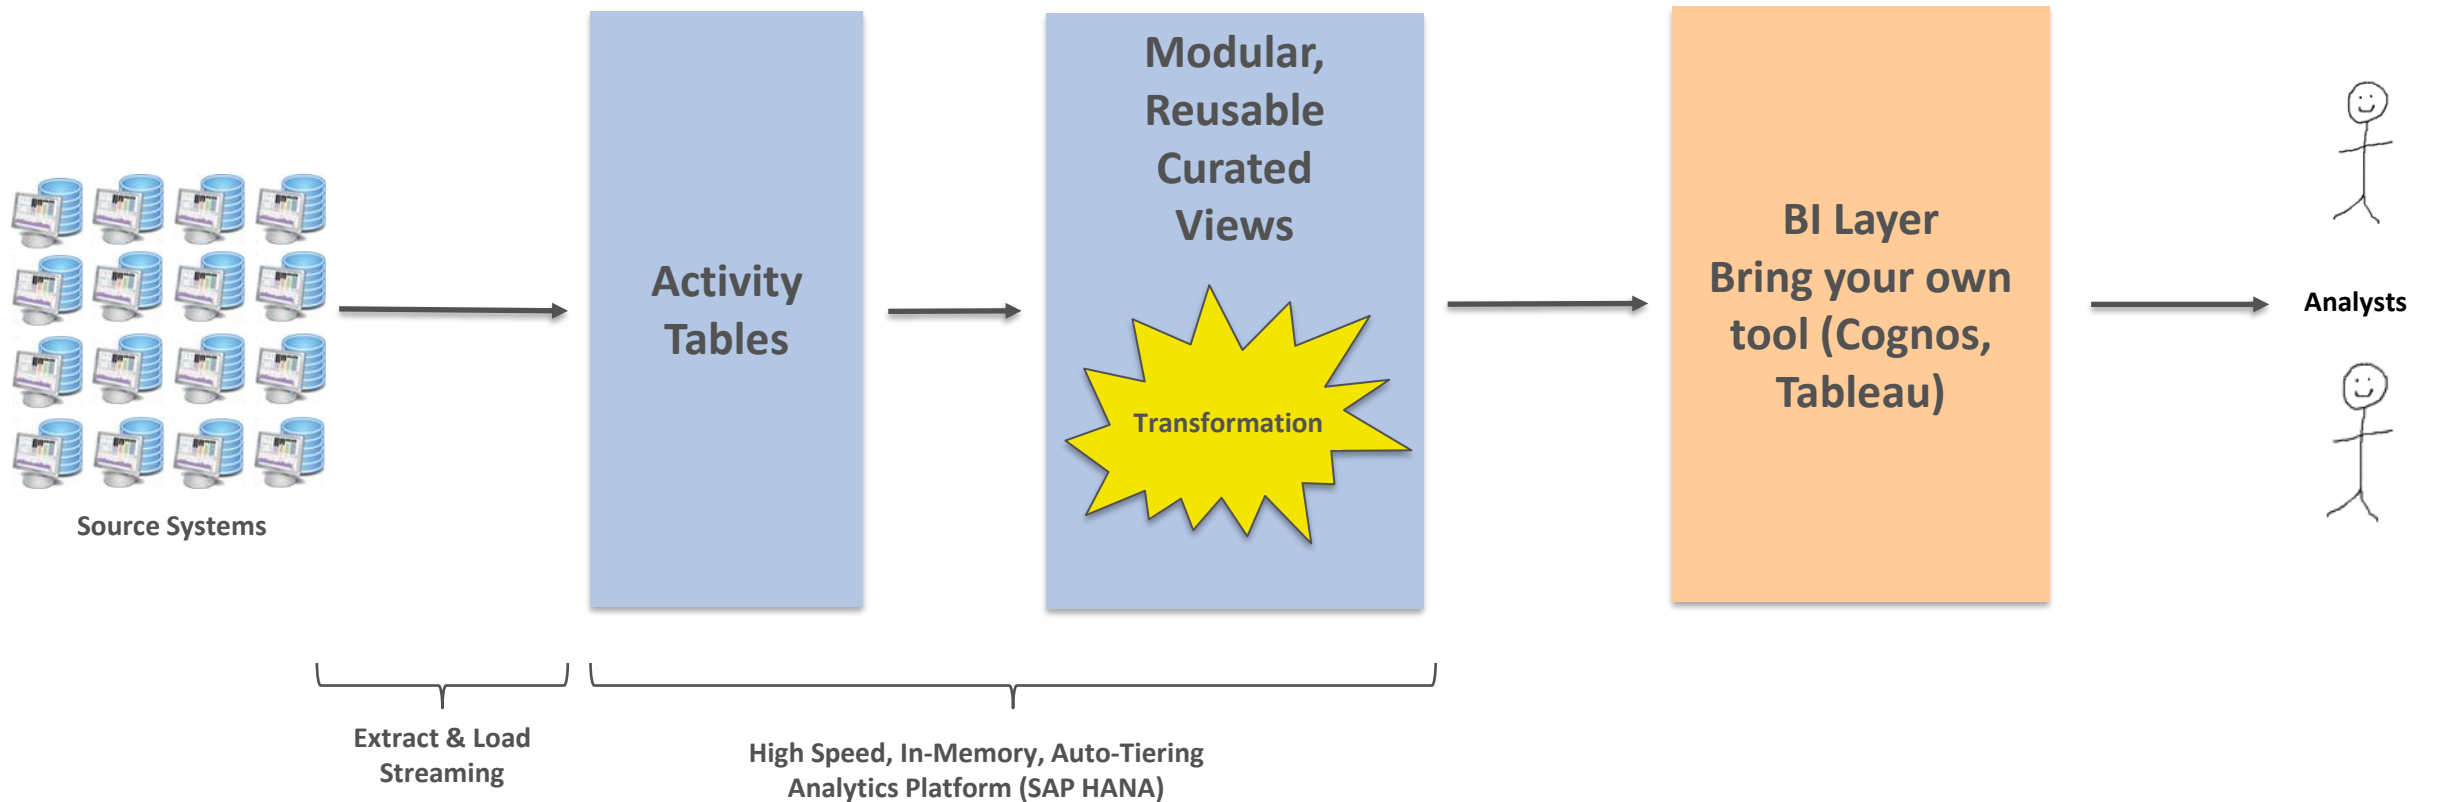 Source Systems
Activity
Tables
Modular,
Reusable
Curated
Views
Transformation
BI Layer
Bring your own
tool (Cognos,
Tableau)
Analysts
Extract & Load
Streaming
High Speed, In-Memory, Auto-Tiering
Analytics Platform (SAP HANA)